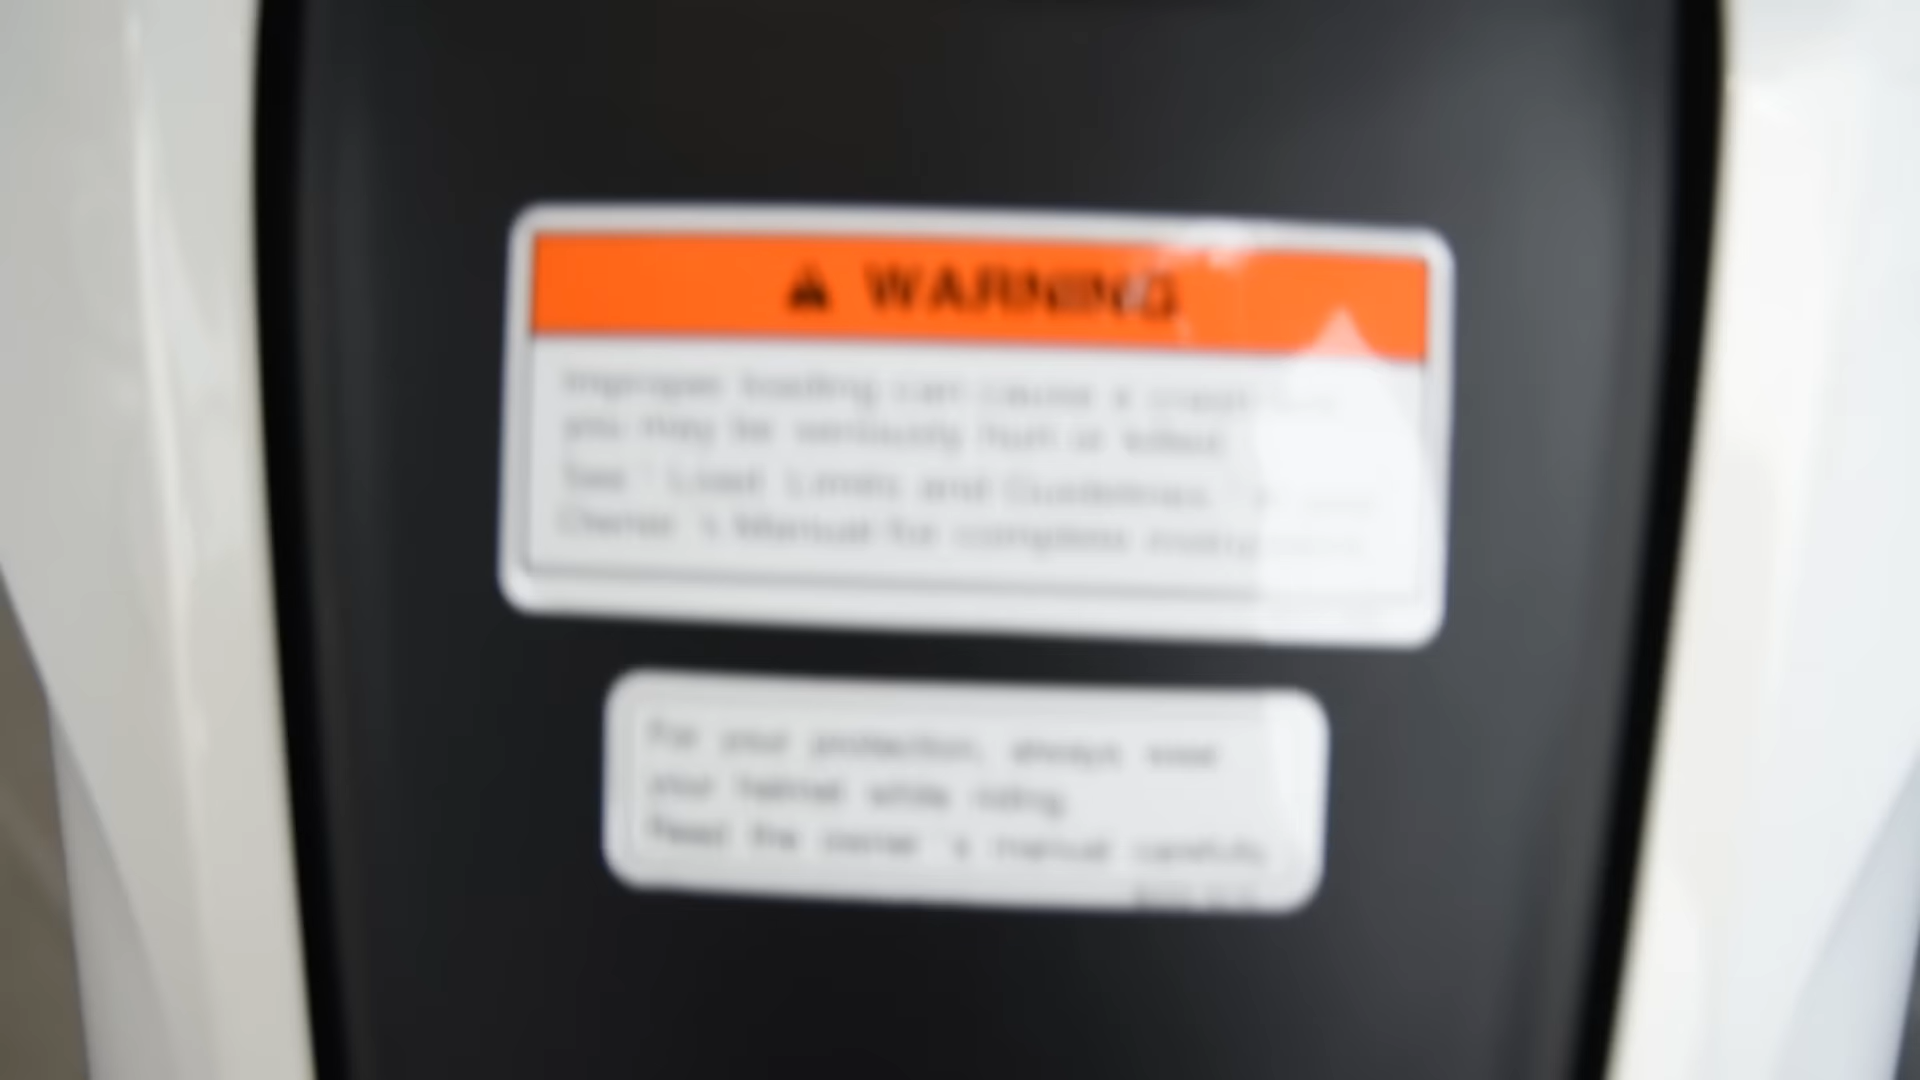 WARNING
Improper loading can cause a crash
you may be seriously hurt or killed.
See "Load Limits and Guidelines."
Owner's Manual for complete
For your protection, always wear
your helmet while riding.
Read the owner's manual carefully